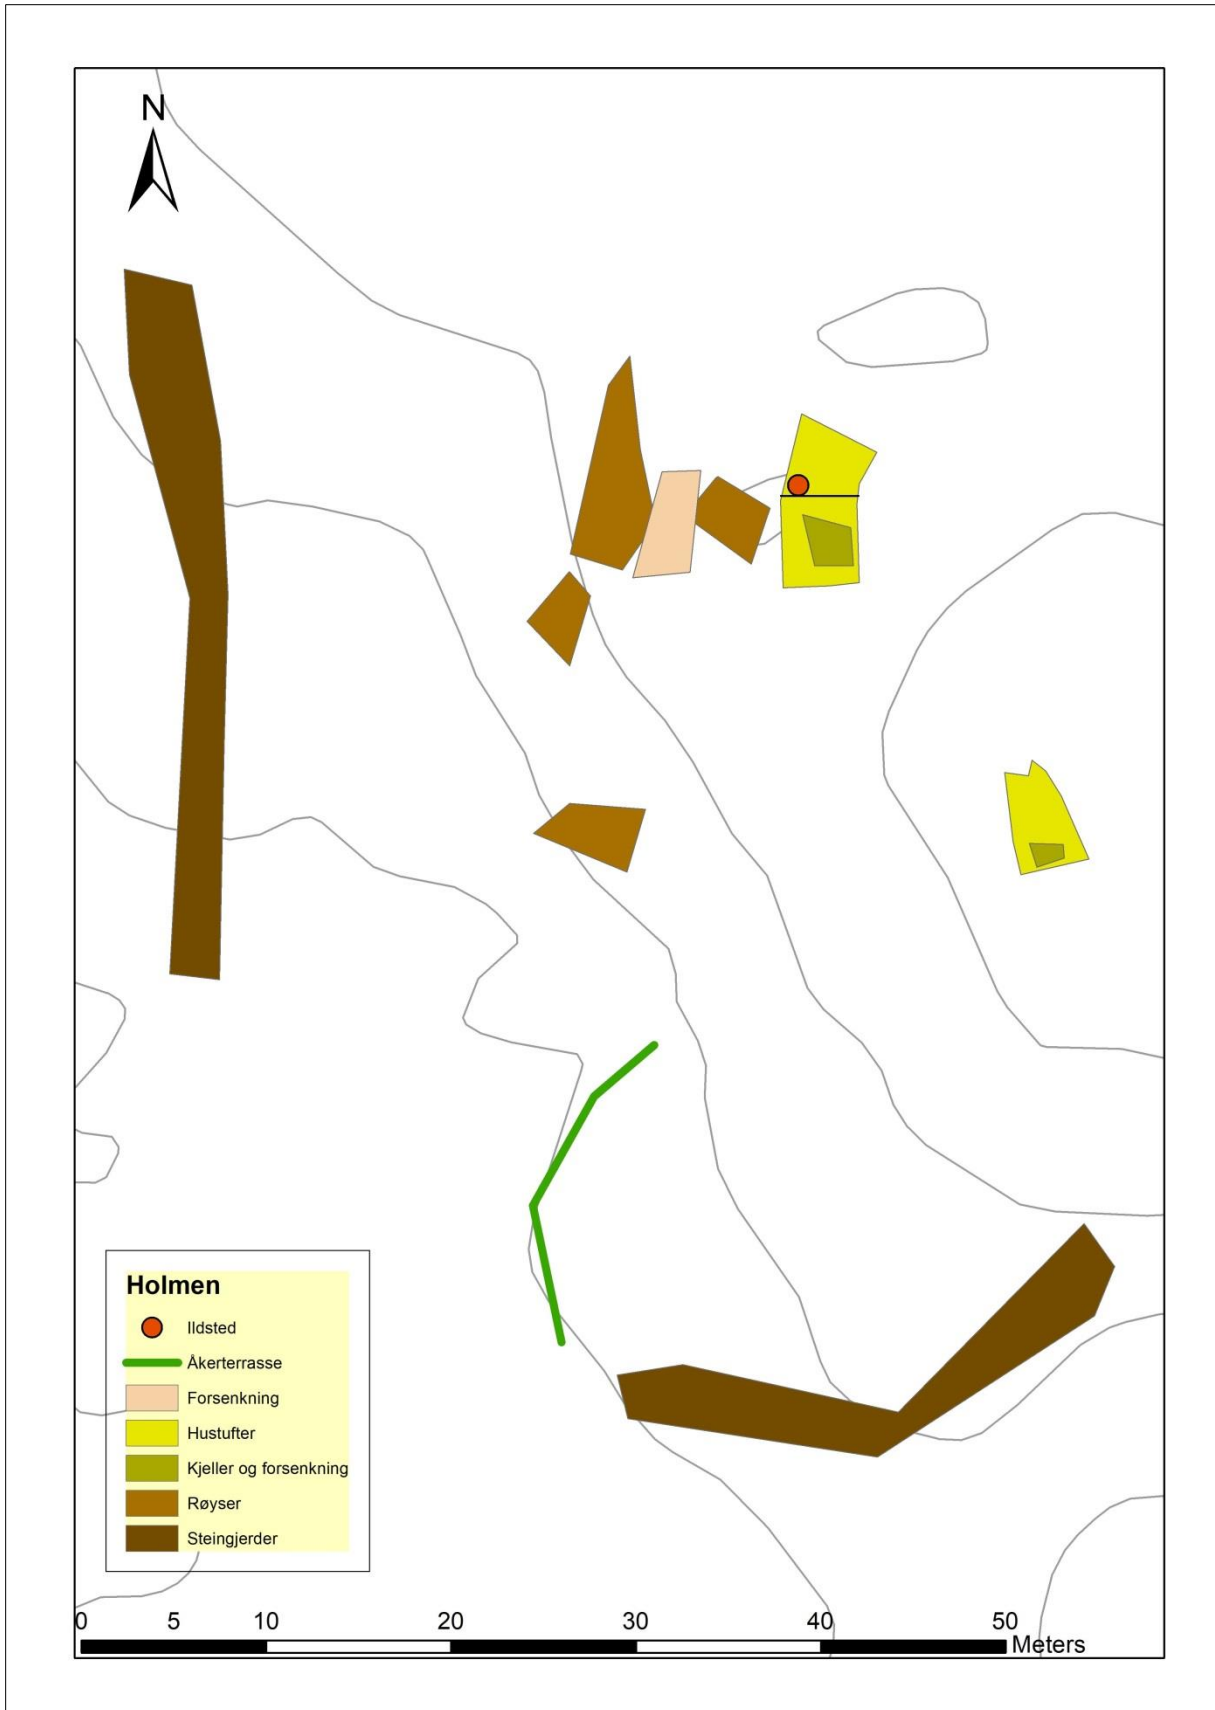 N
Holmen
Ildsted
Åkerterrasse
Forsenkning
Hustufter
Kjeller og forsenkning
Røyser
Steingjerder
0 5 10 20 30 40 50
Meters